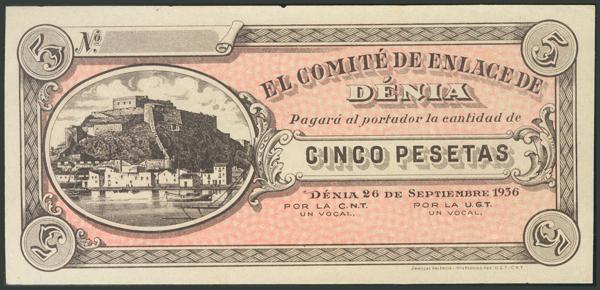 5
Nº
5
EL COMITÉ DE ENLACE DE
DÉNIA
Pagará al portador la cantidad de
CINCO PESETAS
DÉNIA 26 DE SEPTIEMBRE 1936
POR LA C.N.T.
UN VOCAL,
POR LA U.G.T.
UN VOCAL,
5
5